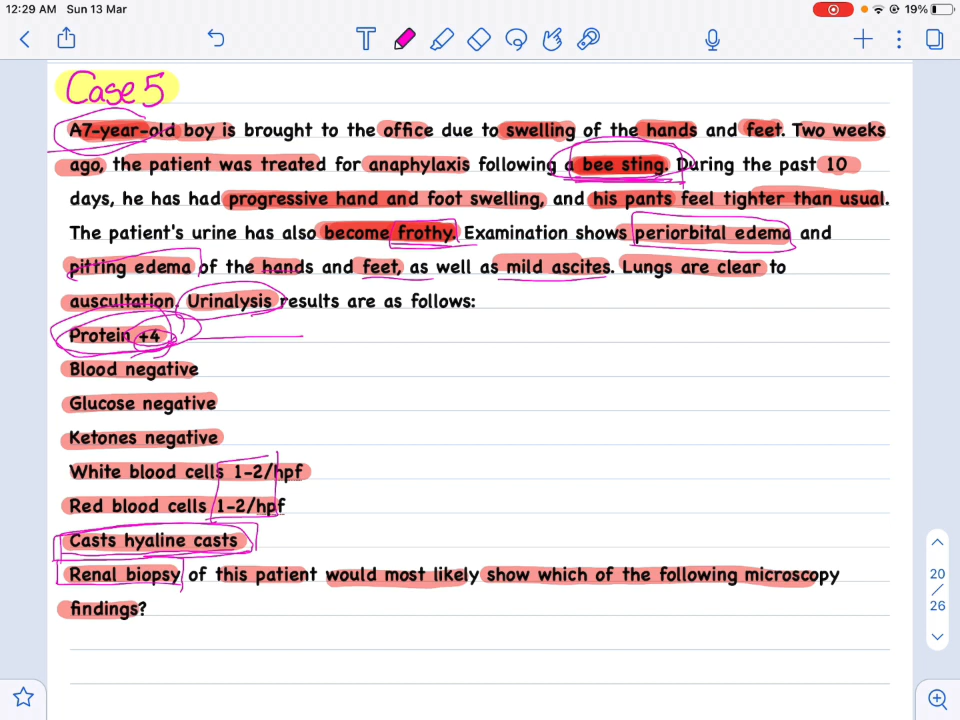 12:29 AM Sun 13 Mar
19%
T
Case 5
A7-year-old boy is brought to the office due to swelling of the hands and feet. Two weeks
ago, the patient was treated for anaphylaxis following a bee sting. During the past 10
days, he has had progressive hand and foot swelling, and his pants feel tighter than usual.
The patient's urine has also become frothy. Examination shows periorbital edema and
pitting edema of the hands and feet, as well as mild ascites. Lungs are clear to
auscultation. Urinalysis results are as follows:
Protein +4
Blood negative
Glucose negative
Ketones negative
White blood cells 1-2/hpf
Red blood cells 1-2/hpf
Casts hyaline casts
Renal biopsy of this patient would most likely show which of the following microscopy
findings?
20
/
26